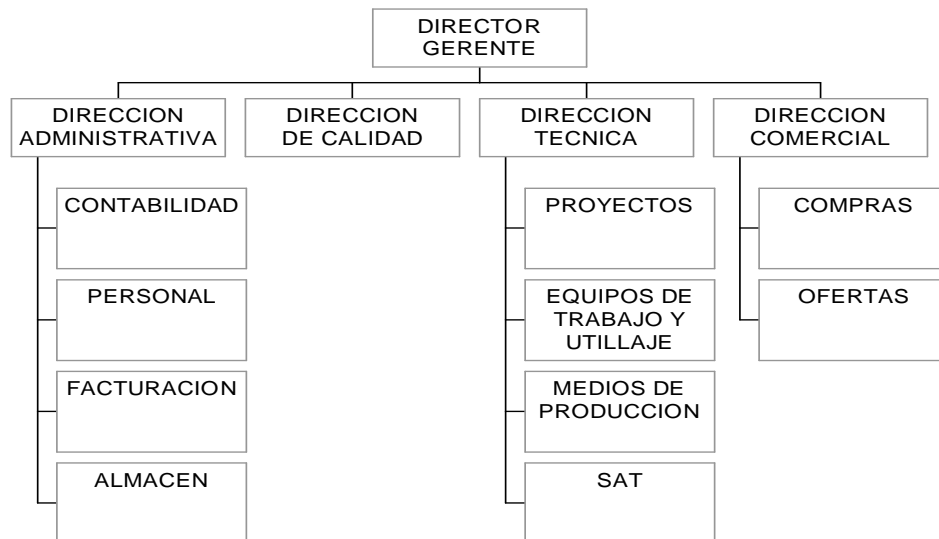 DIRECTOR
GERENTE
DIRECCION
ADMINISTRATIVA
DIRECCION
DE CALIDAD
DIRECCION
TECNICA
DIRECCION
COMERCIAL
CONTABILIDAD
PERSONAL
FACTURACION
ALMACEN
PROYECTOS
EQUIPOS DE
TRABAJO Y
UTILLAJE
MEDIOS DE
PRODUCCION
SAT
COMPRAS
OFERTAS